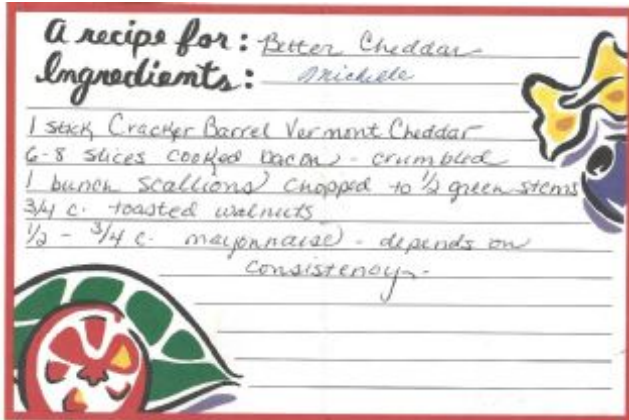 a recipe for: Better Cheddar
Ingredients: Michele
1 stick Cracker Barrel Vermont Cheddar
6-8 slices cooked bacon - crumbled
1 bunch scallions chopped to 1/2 green stems
3/4 c. toasted walnuts
1/2 - 3/4 c. mayonnaise - depends on
consistency -